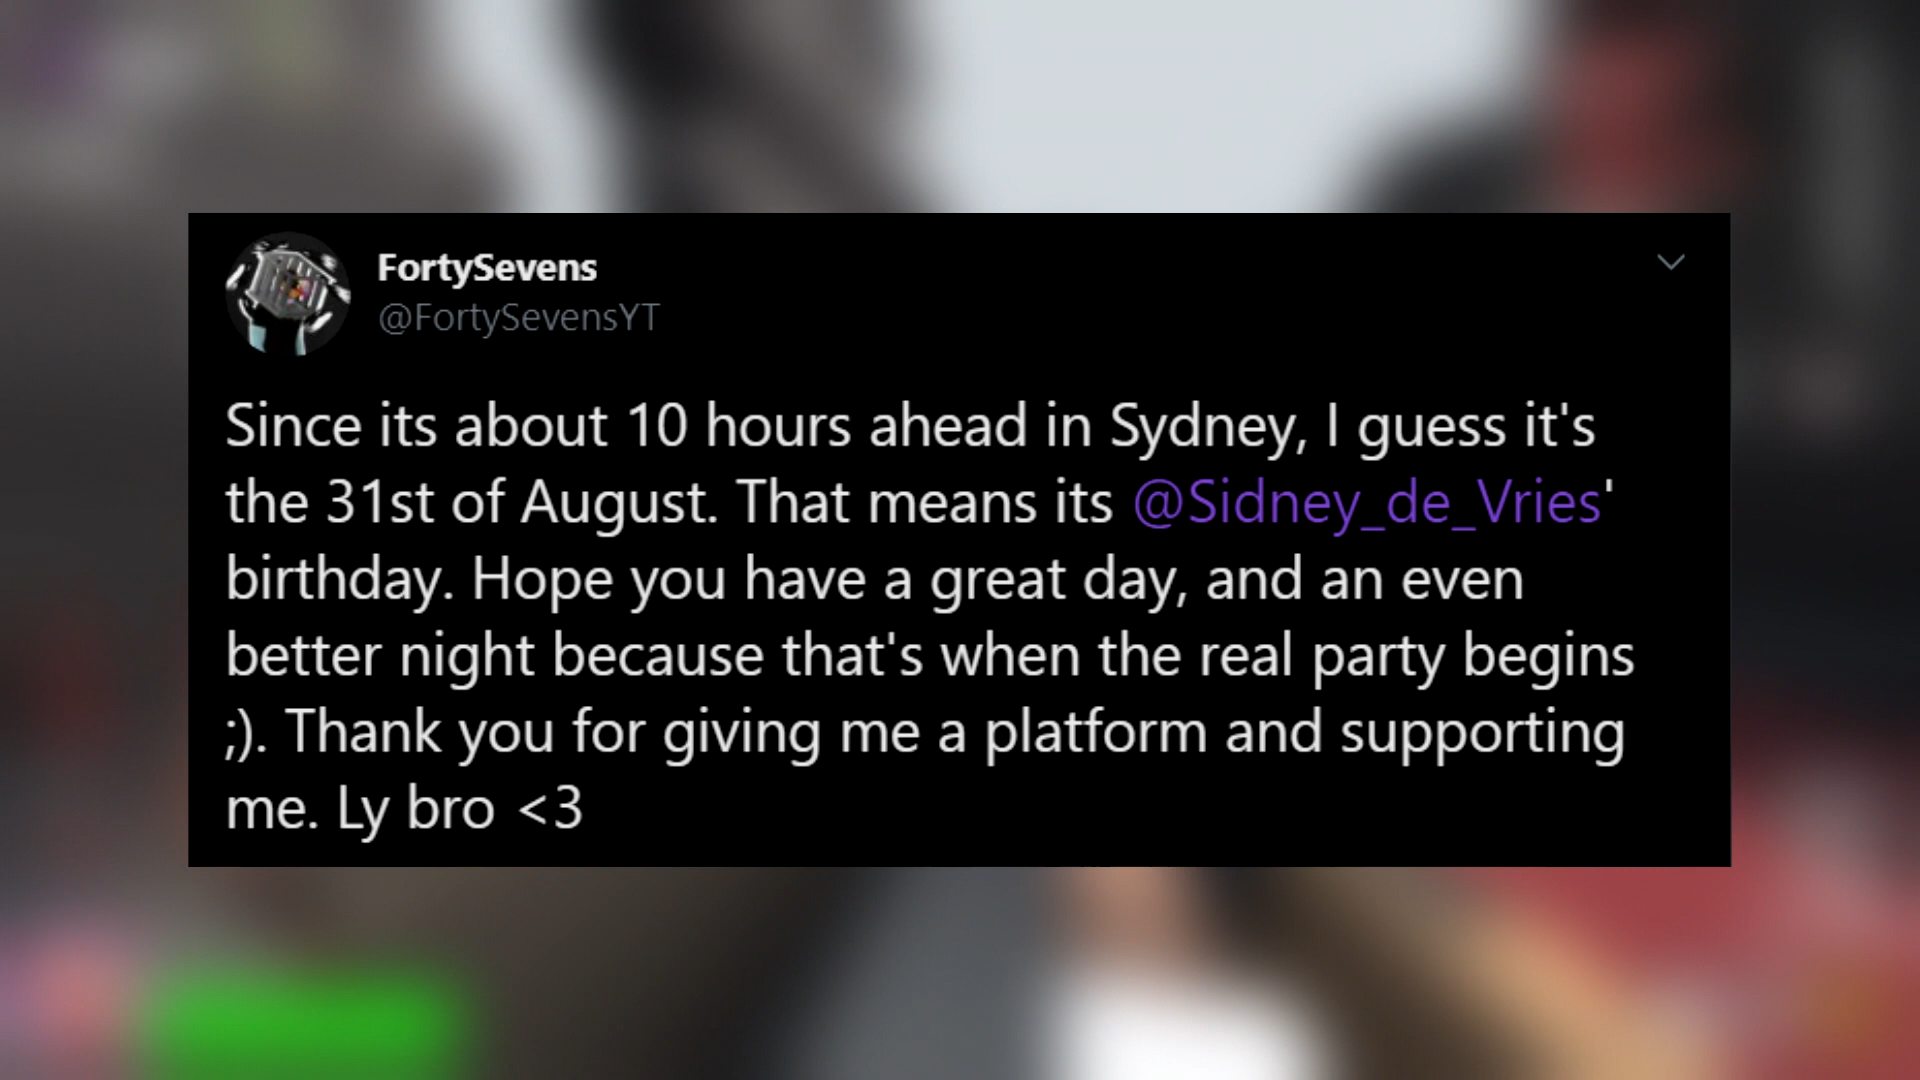 FortySevens
@FortySevensYT
Since its about 10 hours ahead in Sydney, I guess it's
the 31st of August. That means its @Sidney_de_Vries'
birthday. Hope you have a great day, and an even
better night because that's when the real party begins
;). Thank you for giving me a platform and supporting
me. Ly bro <3